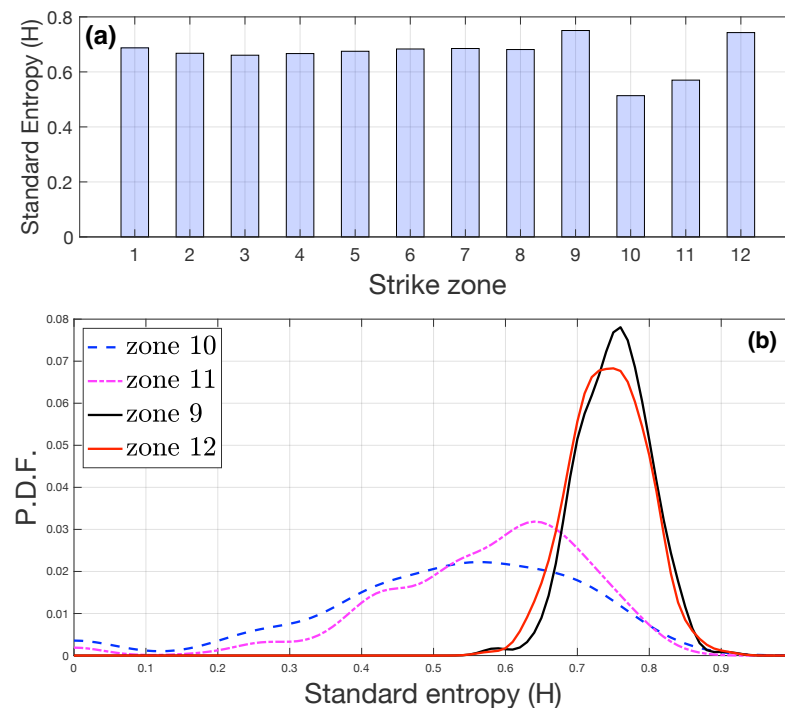 (a)
Standard Entropy (H)
0.8
0.6
0.4
0.2
0
1 2 3 4 5 6 7 8 9 10 11 12
Strike zone
(b)
P.D.F.
0.08
0.07
0.06
0.05
0.04
0.03
0.02
0.01
0
zone 10
zone 11
zone 9
zone 12
0 0.1 0.2 0.3 0.4 0.5 0.6 0.7 0.8 0.9
Standard entropy (H)